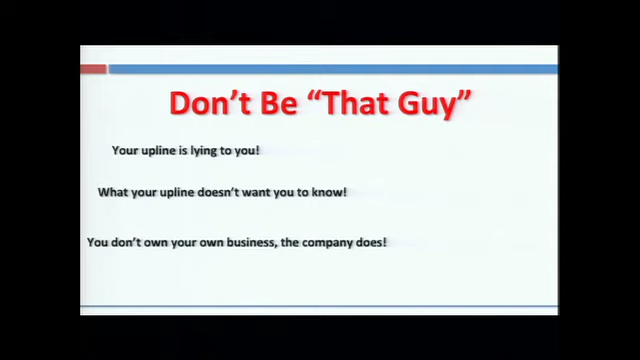 Don’t Be “That Guy”
Your upline is lying to you!
What your upline doesn’t want you to know!
You don’t own your own business, the company does!